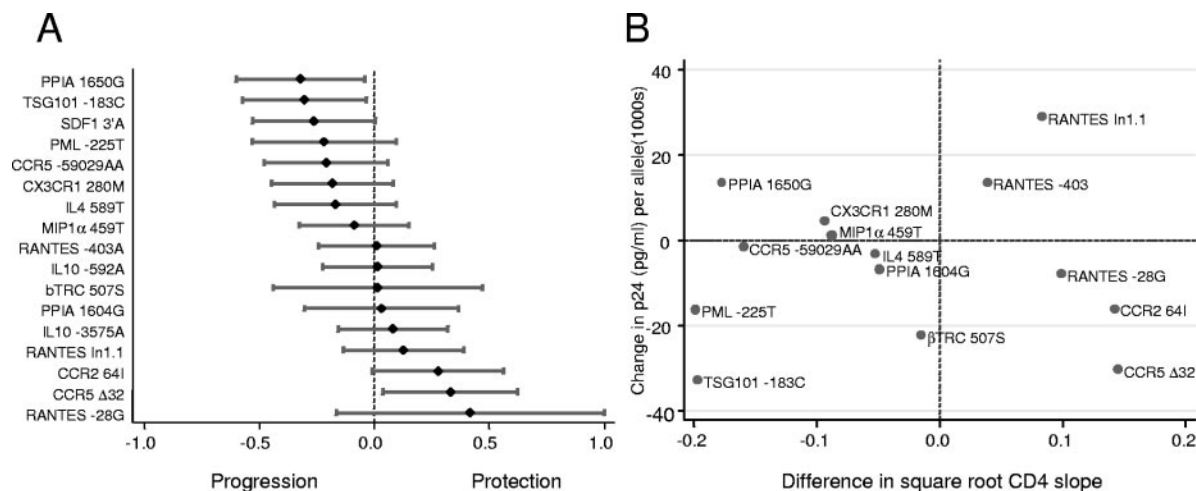 A
PPIA 1650G
TSG101 -183C
SDF1 3'A
PML -225T
CCR5 -59029AA
CX3CR1 280M
IL4 589T
MIP1α 459T
RANTES -403A
IL10 -592A
bTRC 507S
PPIA 1604G
IL10 -3575A
RANTES In1.1
CCR2 64I
CCR5 Δ32
RANTES -28G
-1.0 -0.5 0.0 0.5 1.0
Progression Protection
B
Change in p24 (pg/ml) per allele(1000s)
40
20
0
-20
-40
RANTES In1.1
PPIA 1650G
RANTES -403
CX3CR1 280M
MIP1α 459T
CCR5 -59029AA
IL4 589T
PPIA 1604G
RANTES -28G
PML -225T
CCR2 64I
βTRC 507S
CCR5 Δ32
TSG101 -183C
-0.2 -0.1 0.0 0.1 0.2
Difference in square root CD4 slope